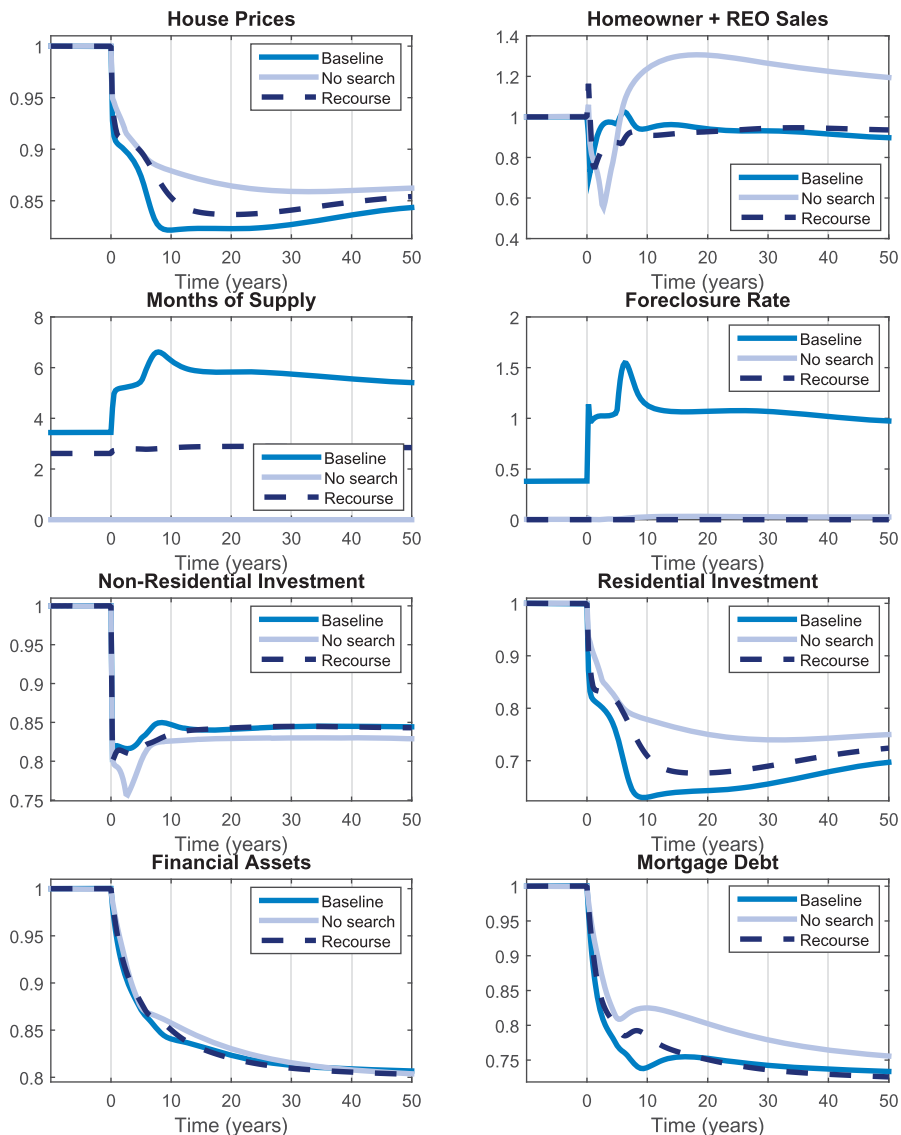 House Prices
1
0.95
0.9
0.85
Baseline
No search
Recourse
0 10 20 30 40 50
Time (years)
Homeowner + REO Sales
1.4
1.2
1
0.8
0.6
0.4
Baseline
No search
Recourse
0 10 20 30 40 50
Time (years)
Months of Supply
8
6
4
2
0
Baseline
No search
Recourse
0 10 20 30 40 50
Time (years)
Foreclosure Rate
2
1.5
1
0.5
0
Baseline
No search
Recourse
0 10 20 30 40 50
Time (years)
Non-Residential Investment
1
0.95
0.9
0.85
0.8
0.75
Baseline
No search
Recourse
0 10 20 30 40 50
Time (years)
Residential Investment
1
0.9
0.8
0.7
Baseline
No search
Recourse
0 10 20 30 40 50
Time (years)
Financial Assets
1
0.95
0.9
0.85
0.8
Baseline
No search
Recourse
0 10 20 30 40 50
Time (years)
Mortgage Debt
1
0.95
0.9
0.85
0.8
0.75
Baseline
No search
Recourse
0 10 20 30 40 50
Time (years)